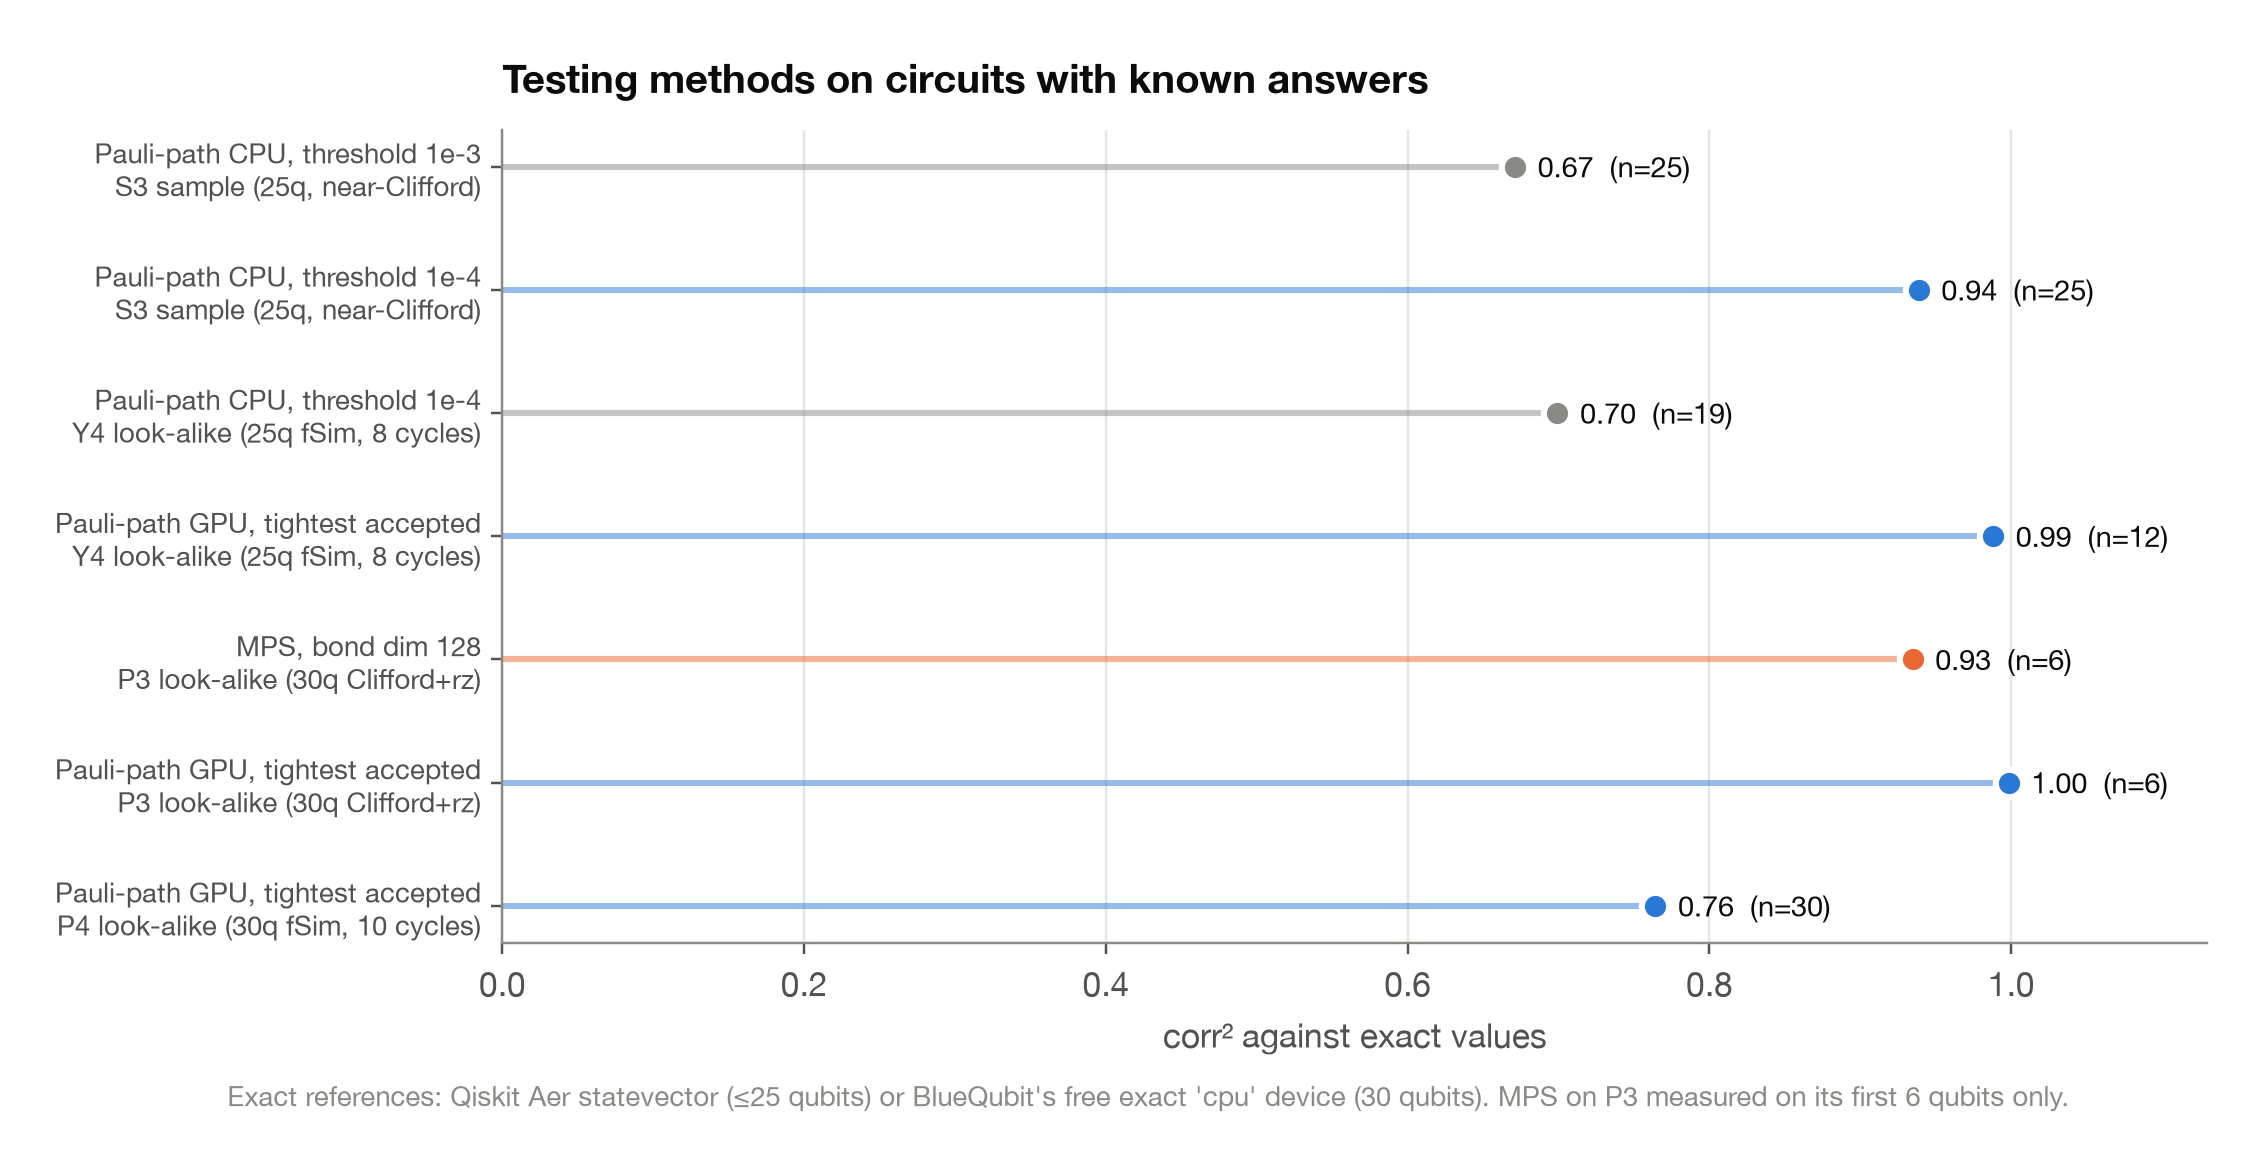 Testing methods on circuits with known answers
Pauli-path CPU, threshold 1e-3
S3 sample (25q, near-Clifford)
0.67 (n=25)
Pauli-path CPU, threshold 1e-4
S3 sample (25q, near-Clifford)
0.94 (n=25)
Pauli-path CPU, threshold 1e-4
Y4 look-alike (25q fSim, 8 cycles)
0.70 (n=19)
Pauli-path GPU, tightest accepted
Y4 look-alike (25q fSim, 8 cycles)
0.99 (n=12)
MPS, bond dim 128
P3 look-alike (30q Clifford+rz)
0.93 (n=6)
Pauli-path GPU, tightest accepted
P3 look-alike (30q Clifford+rz)
1.00 (n=6)
Pauli-path GPU, tightest accepted
P4 look-alike (30q fSim, 10 cycles)
0.76 (n=30)
0.0 0.2 0.4 0.6 0.8 1.0
corr² against exact values
Exact references: Qiskit Aer statevector (≤25 qubits) or BlueQubit's free exact 'cpu' device (30 qubits). MPS on P3 measured on its first 6 qubits only.